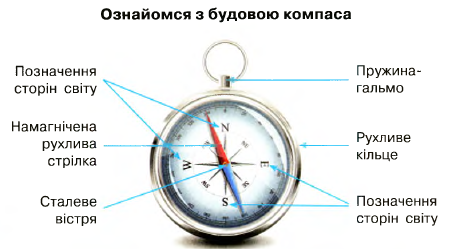 Ознайомся з будовою компаса
Позначення
сторін світу
Пружина-
гальмо
Намагнічена
рухлива
стрілка
Рухливе
кільце
Сталеве
вістря
Позначення
сторін світу
N
W
E
S